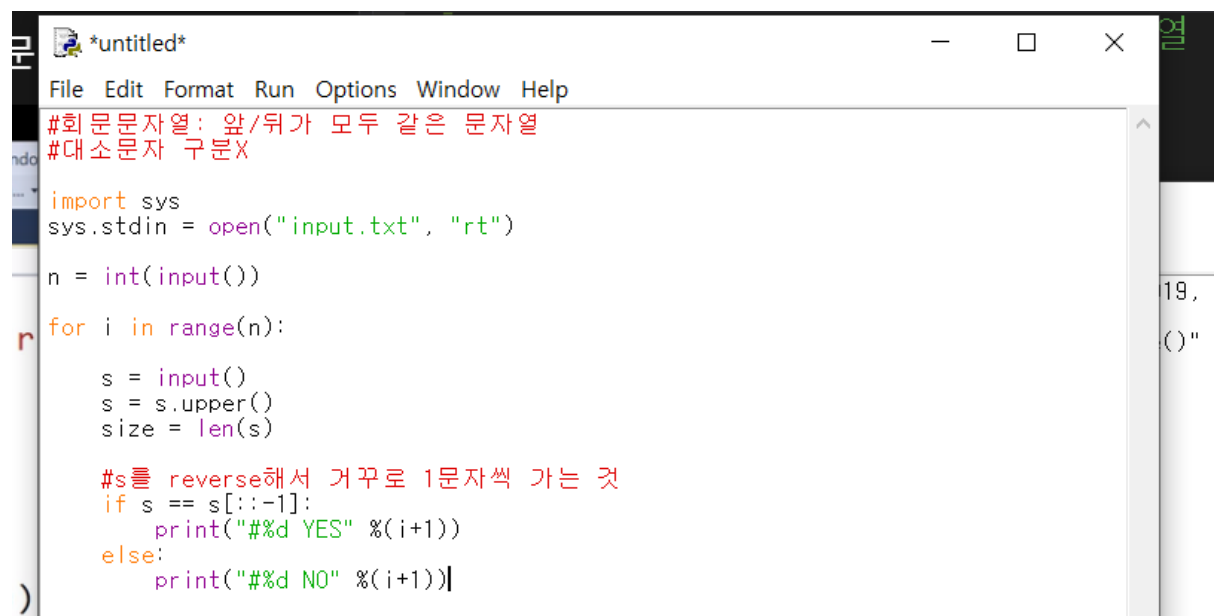 문
열
*untitled*
File Edit Format Run Options Window Help
#회문문자열: 앞/뒤가 모두 같은 문자열
#대소문자 구분X
import sys
sys.stdin = open("input.txt", "rt")
n = int(input())
for i in range(n):
    s = input()
    s = s.upper()
    size = len(s)
    #s를 reverse해서 거꾸로 1문자씩 가는 것
    if s == s[::-1]:
        print("#%d YES" %(i+1))
    else:
        print("#%d NO" %(i+1))
r
)
19,
()"